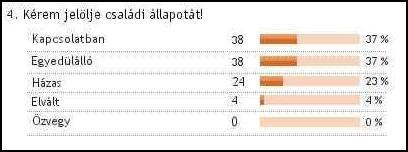 4. Kérem jelölje családi állapotát!
Kapcsolatban 38 37 %
Egyedülálló 38 37 %
Házas 24 23 %
Elvált 4 4 %
Özvegy 0 0 %